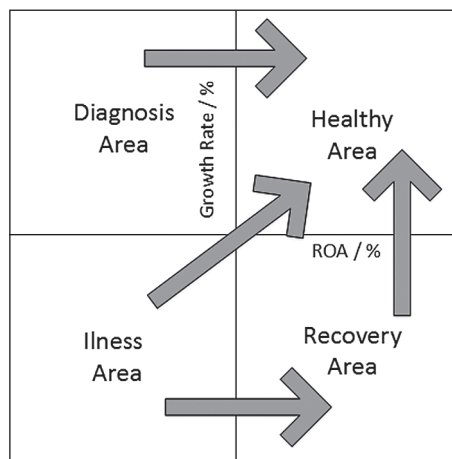 Diagnosis
Area
Growth Rate / %
Healthy
Area
ROA / %
Ilness
Area
Recovery
Area